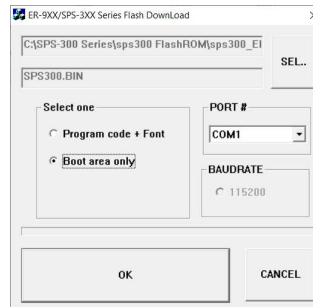 ER-9XX/SPS-3XX Series Flash DownLoad
C:\SPS-300 Series\sps300 FlashROM\sps300_El
SEL..
SPS300.BIN
Select one
Program code + Font
Boot area only
PORT #
COM1
BAUDRATE
115200
OK
CANCEL